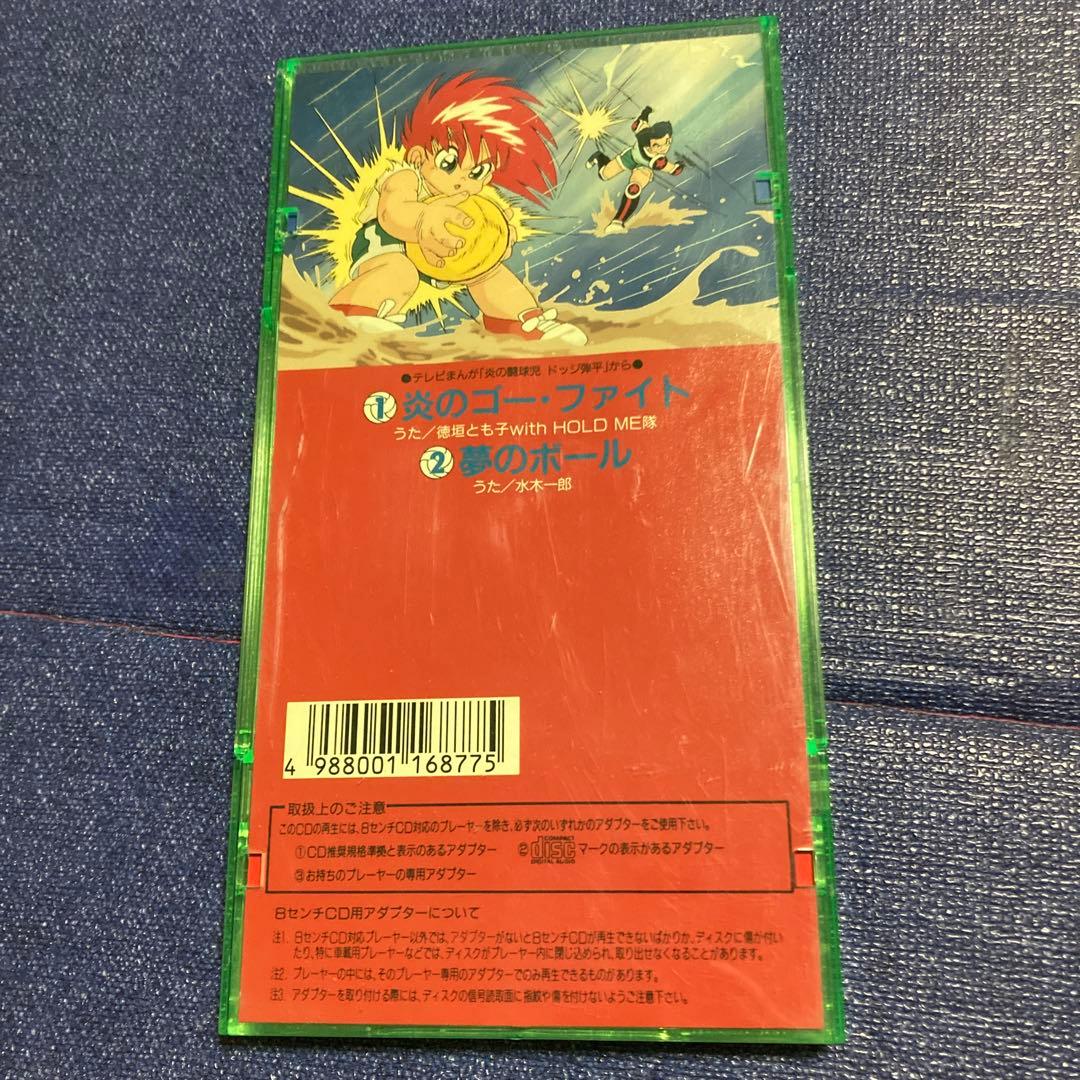 ●テレビまんが「炎の闘球児 ドッジ弾平」から●
①炎のゴー・ファイト
うた／徳垣とも子with HOLD ME隊
②夢のボール
うた／水木一郎
4 988001 168775
取扱上のご注意
このCDの再生には、8センチCD対応のプレーヤーを除き、必ず次のいずれかのアダプターをご使用下さい。
①CD推奨規格準拠と表示のあるアダプター ②COMPACT disc DIGITAL AUDIO マークの表示があるアダプター
③お持ちのプレーヤーの専用アダプター
8センチCD用アダプターについて
注1. 8センチCD対応プレーヤー以外では、アダプターがないと8センチCDが再生できないばかりか、ディスクに傷が付い
たり、特に車載用プレーヤーなどでは、ディスクがプレーヤー内に閉じ込められ、取り出せなくなることがあります。
注2. プレーヤーの中には、そのプレーヤー専用のアダプターでのみ再生できるものがあります。
注3. アダプターを取り付ける際には、ディスクの信号読取面に指紋や傷を付けないようご注意下さい。